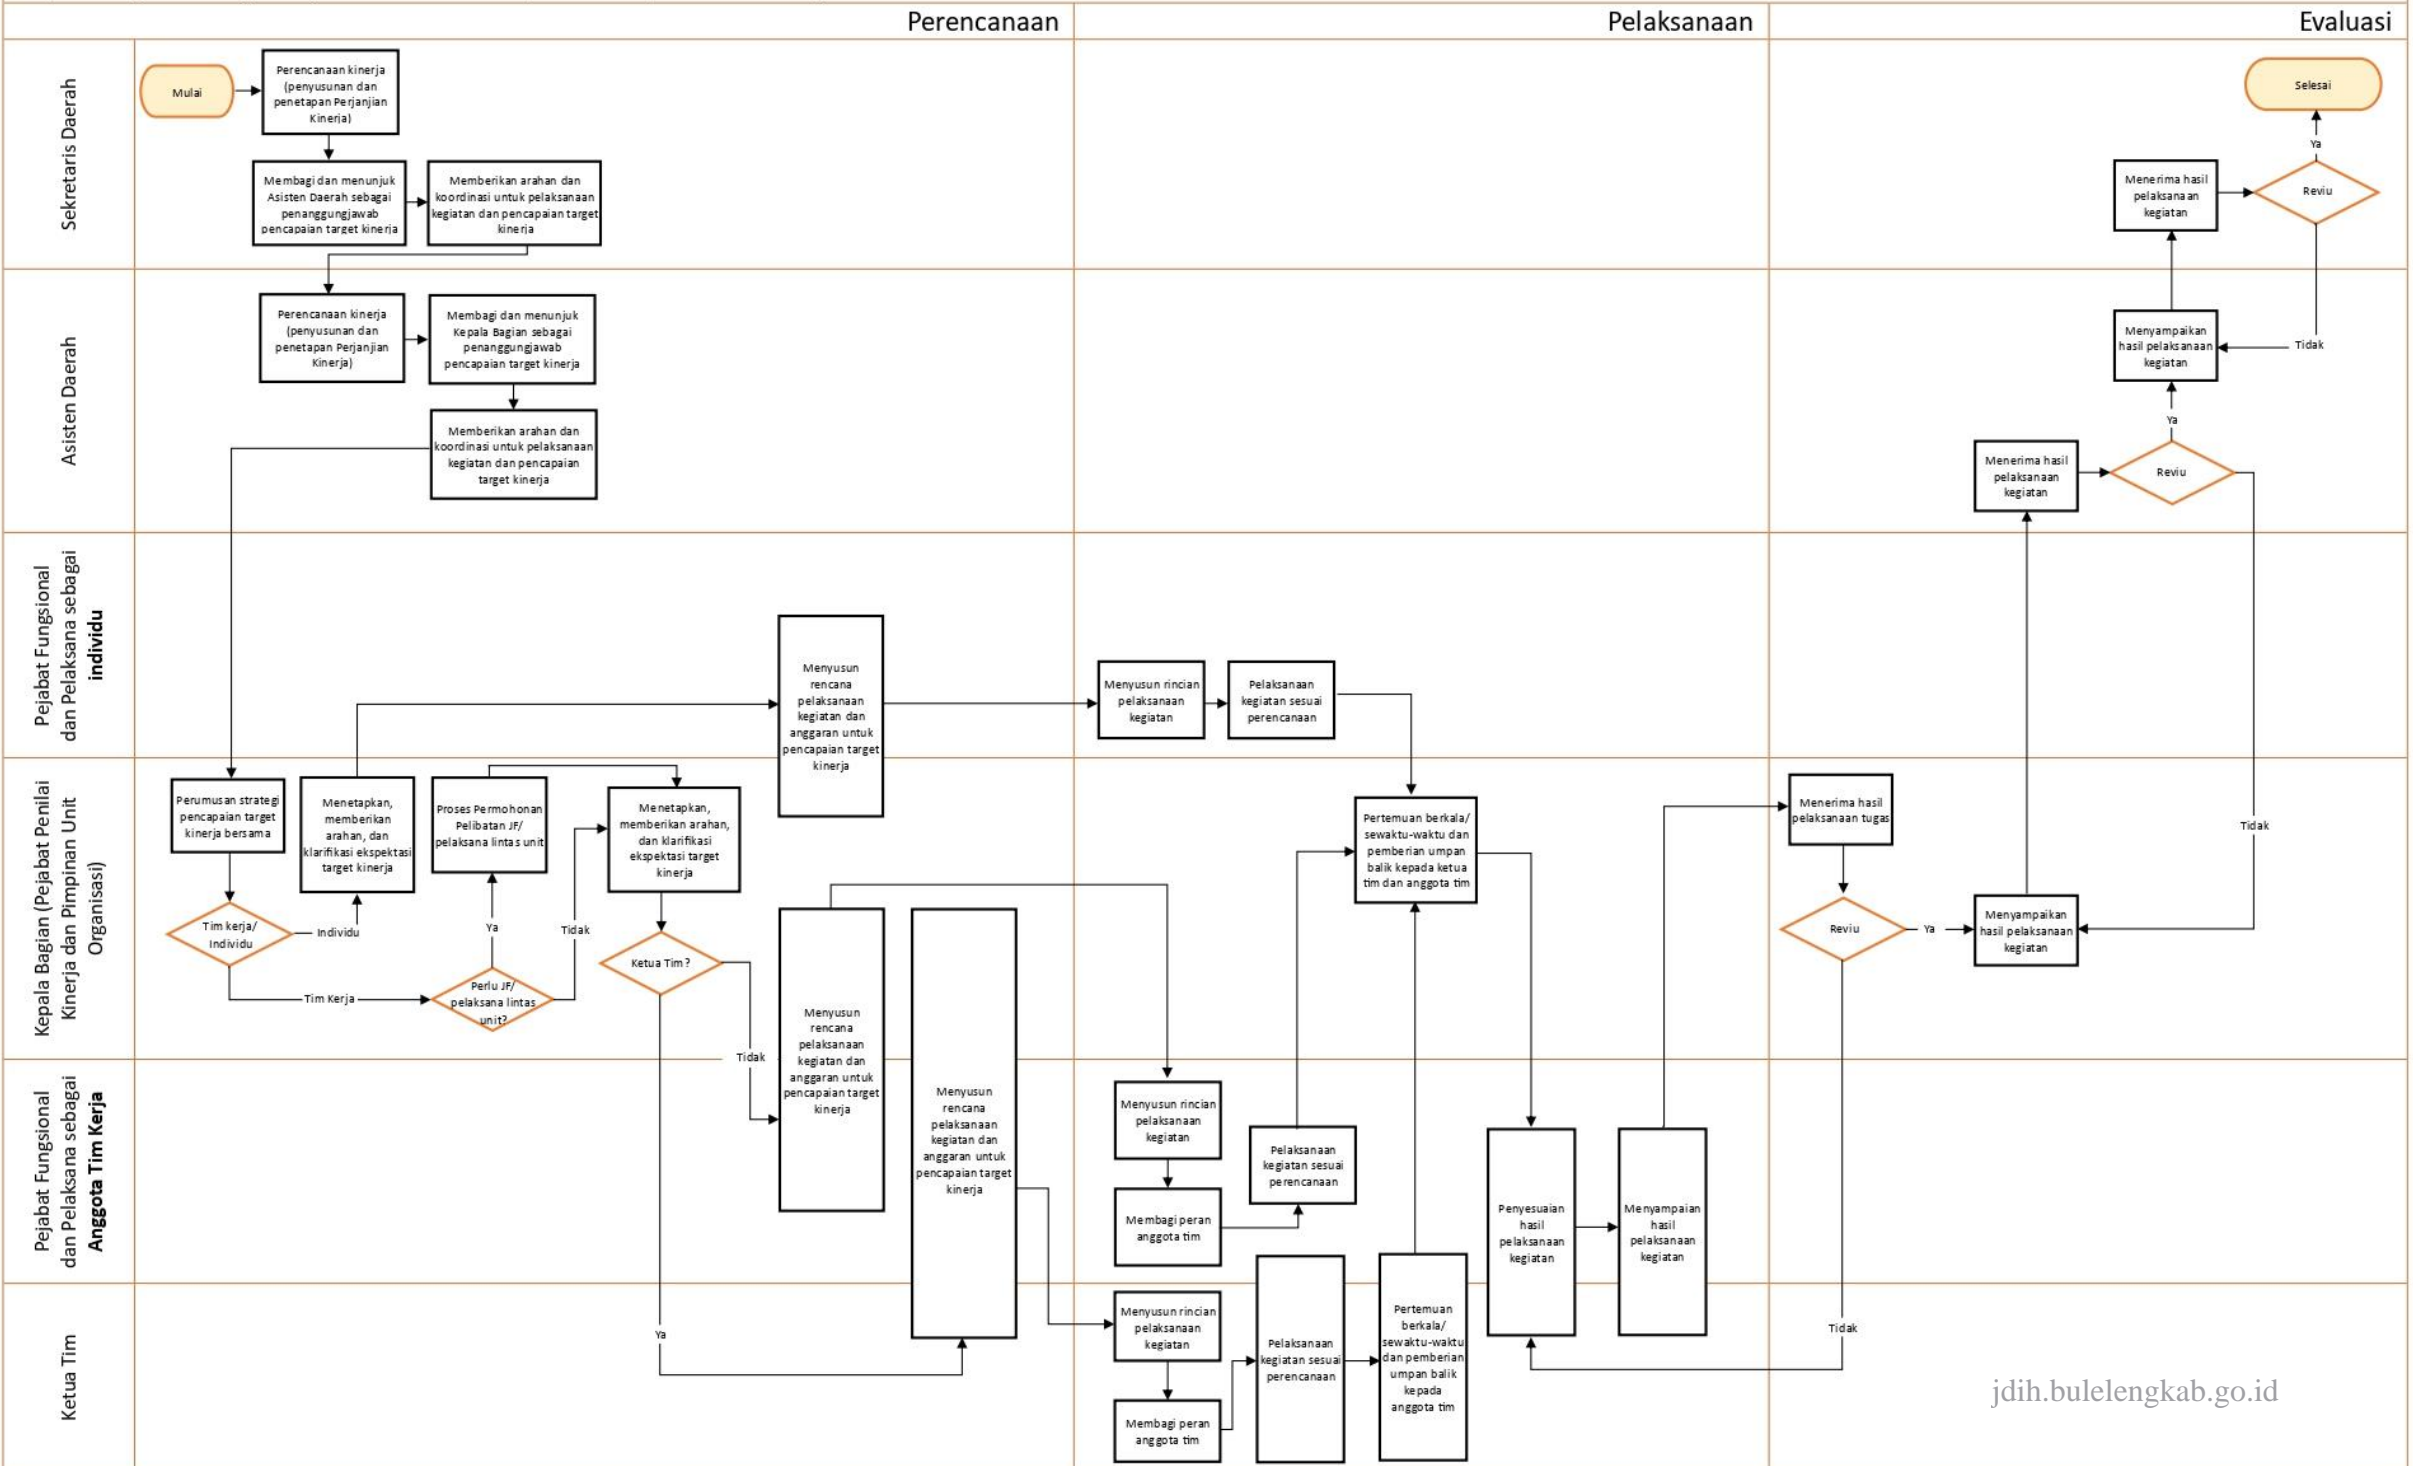 Perencanaan
Pelaksanaan
Evaluasi
Sekretaris Daerah
Mulai
Perencanaan kinerja
(penyusunan dan
penetapan Perjanjian
Kinerja)
Membagi dan menunjuk
Asisten Daerah sebagai
penanggungjawab
pencapaian target kinerja
Memberikan arahan dan
koordinasi untuk pelaksanaan
kegiatan dan pencapaian target
kinerja
Selesai
Ya
Menerima hasil
pelaksanaan
kegiatan
Reviu
Asisten Daerah
Perencanaan kinerja
(penyusunan dan
penetapan Perjanjian
Kinerja)
Membagi dan menunjuk
Kepala Bagian sebagai
penanggungjawab
pencapaian target kinerja
Memberikan arahan dan
koordinasi untuk pelaksanaan
kegiatan dan pencapaian
target kinerja
Menyampaikan
hasil pelaksanaan
kegiatan
Tidak
Ya
Menerima hasil
pelaksanaan
kegiatan
Reviu
Pejabat Fungsional
dan Pelaksana sebagai
individu
Menyusun
rencana
pelaksanaan
kegiatan dan
anggaran untuk
pencapaian target
kinerja
Menyusun rincian
pelaksanaan
kegiatan
Pelaksanaan
kegiatan sesuai
perencanaan
Kepala Bagian (Pejabat Penilai
Kinerja dan Pimpinan Unit
Organisasi)
Perumusan strategi
pencapaian target
kinerja bersama
Menetapkan,
memberikan
arahan, dan
klarifikasi ekspektasi
target kinerja
Proses Permohonan
Pelibatan JF/
pelaksana lintas unit
Menetapkan,
memberikan arahan,
dan klarifikasi
ekspektasi target
kinerja
Tim kerja/
Individu
Individu
Tim Kerja
Ya
Tidak
Perlu JF/
pelaksana lintas
unit?
Ketua Tim?
Tidak
Ya
Menyusun
rencana
pelaksanaan
kegiatan dan
anggaran untuk
pencapaian target
kinerja
Menyusun
rencana
pelaksanaan
kegiatan dan
anggaran untuk
pencapaian target
kinerja
Pertemuan berkala/
sewaktu-waktu dan
pemberian umpan
balik kepada ketua
tim dan anggota tim
Menerima hasil
pelaksanaan tugas
Reviu
Ya
Menyampaikan
hasil pelaksanaan
kegiatan
Tidak
Pejabat Fungsional
dan Pelaksana sebagai
Anggota Tim Kerja
Menyusun rincian
pelaksanaan
kegiatan
Membagi peran
anggota tim
Pelaksanaan
kegiatan sesuai
perencanaan
Penyesuaian
hasil
pelaksanaan
kegiatan
Menyampaian
hasil
pelaksanaan
kegiatan
Ketua Tim
Menyusun rincian
pelaksanaan
kegiatan
Membagi peran
anggota tim
Pelaksanaan
kegiatan sesuai
perencanaan
Pertemuan
berkala/
sewaktu-waktu
dan pemberian
umpan balik
kepada
anggota tim
Tidak
jdih.bulelengkab.go.id